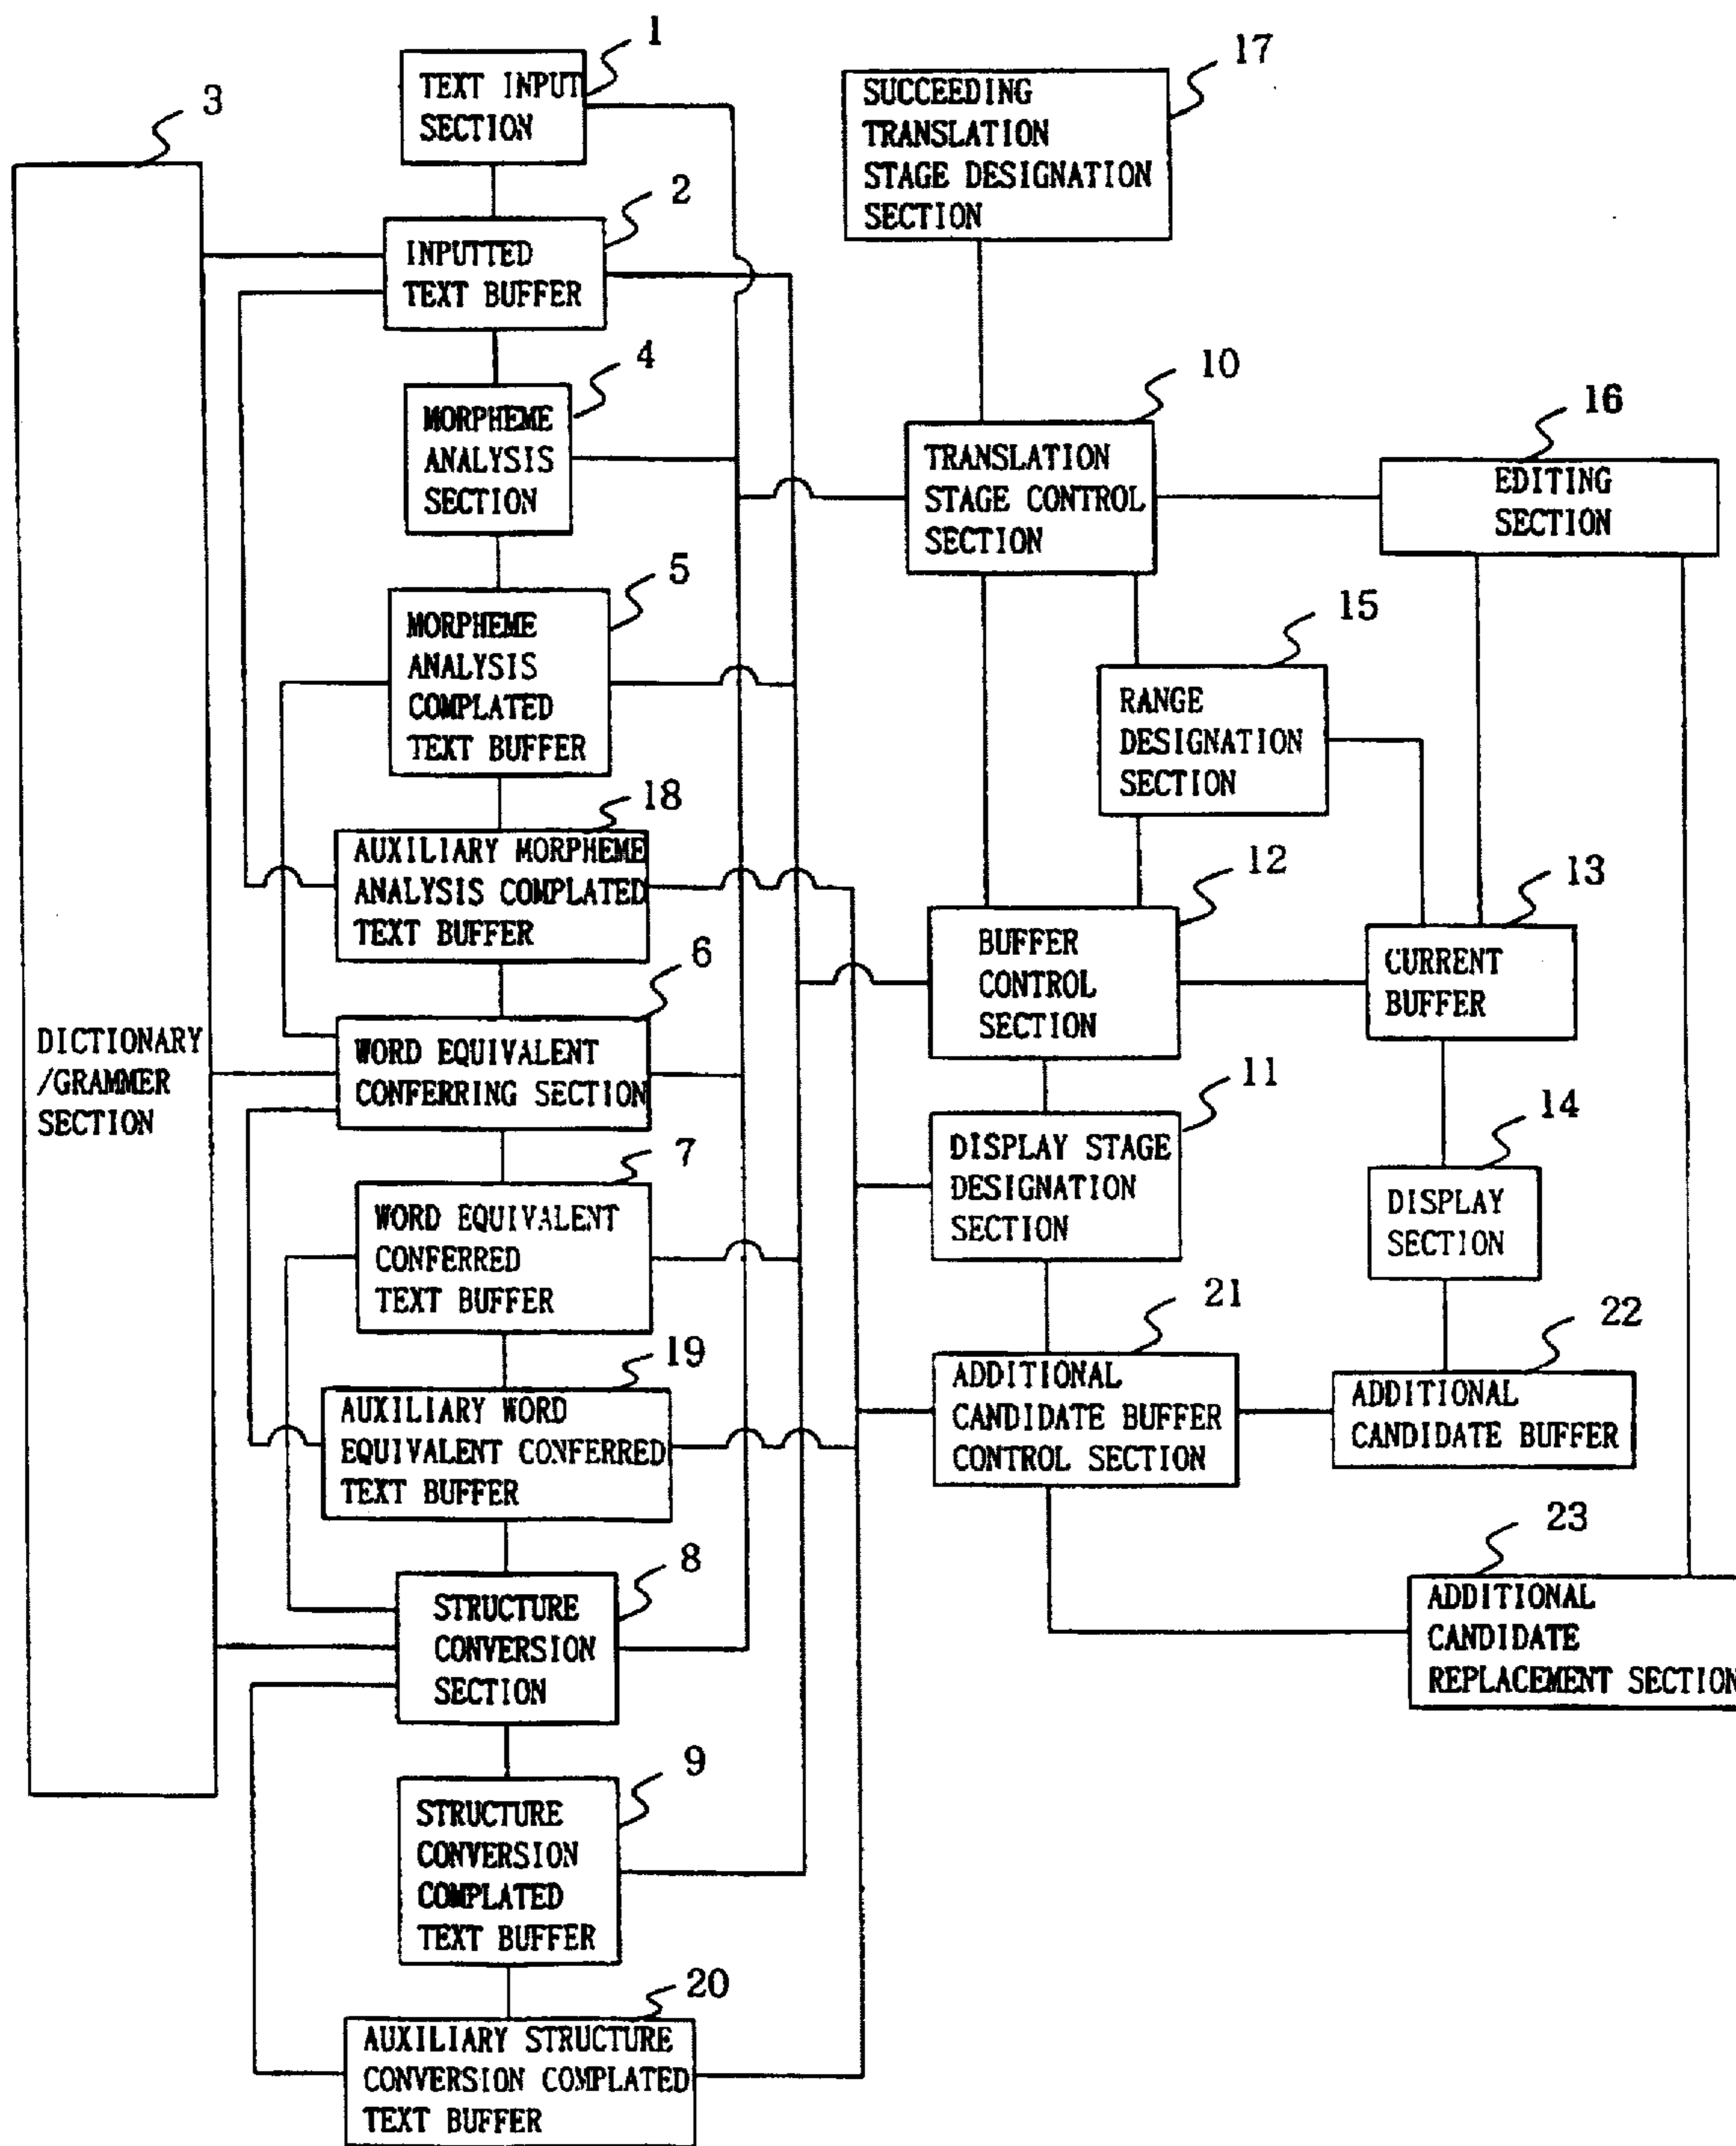 1
TEXT INPUT
SECTION
17
SUCCEEDING
TRANSLATION
STAGE DESIGNATION
SECTION
3
DICTIONARY
/GRAMMER
SECTION
2
INPUTTED
TEXT BUFFER
4
MORPHEME
ANALYSIS
SECTION
10
TRANSLATION
STAGE CONTROL
SECTION
16
EDITING
SECTION
5
MORPHEME
ANALYSIS
COMPLATED
TEXT BUFFER
15
RANGE
DESIGNATION
SECTION
18
AUXILIARY MORPHEME
ANALYSIS COMPLATED
TEXT BUFFER
12
BUFFER
CONTROL
SECTION
13
CURRENT
BUFFER
6
WORD EQUIVALENT
CONFERRING SECTION
11
DISPLAY STAGE
DESIGNATION
SECTION
14
DISPLAY
SECTION
7
WORD EQUIVALENT
CONFERRED
TEXT BUFFER
21
ADDITIONAL
CANDIDATE BUFFER
CONTROL SECTION
22
ADDITIONAL
CANDIDATE BUFFER
19
AUXILIARY WORD
EQUIVALENT CONFERRED
TEXT BUFFER
23
ADDITIONAL
CANDIDATE
REPLACEMENT SECTION
8
STRUCTURE
CONVERSION
SECTION
9
STRUCTURE
CONVERSION
COMPLATED
TEXT BUFFER
20
AUXILIARY STRUCTURE
CONVERSION COMPLATED
TEXT BUFFER